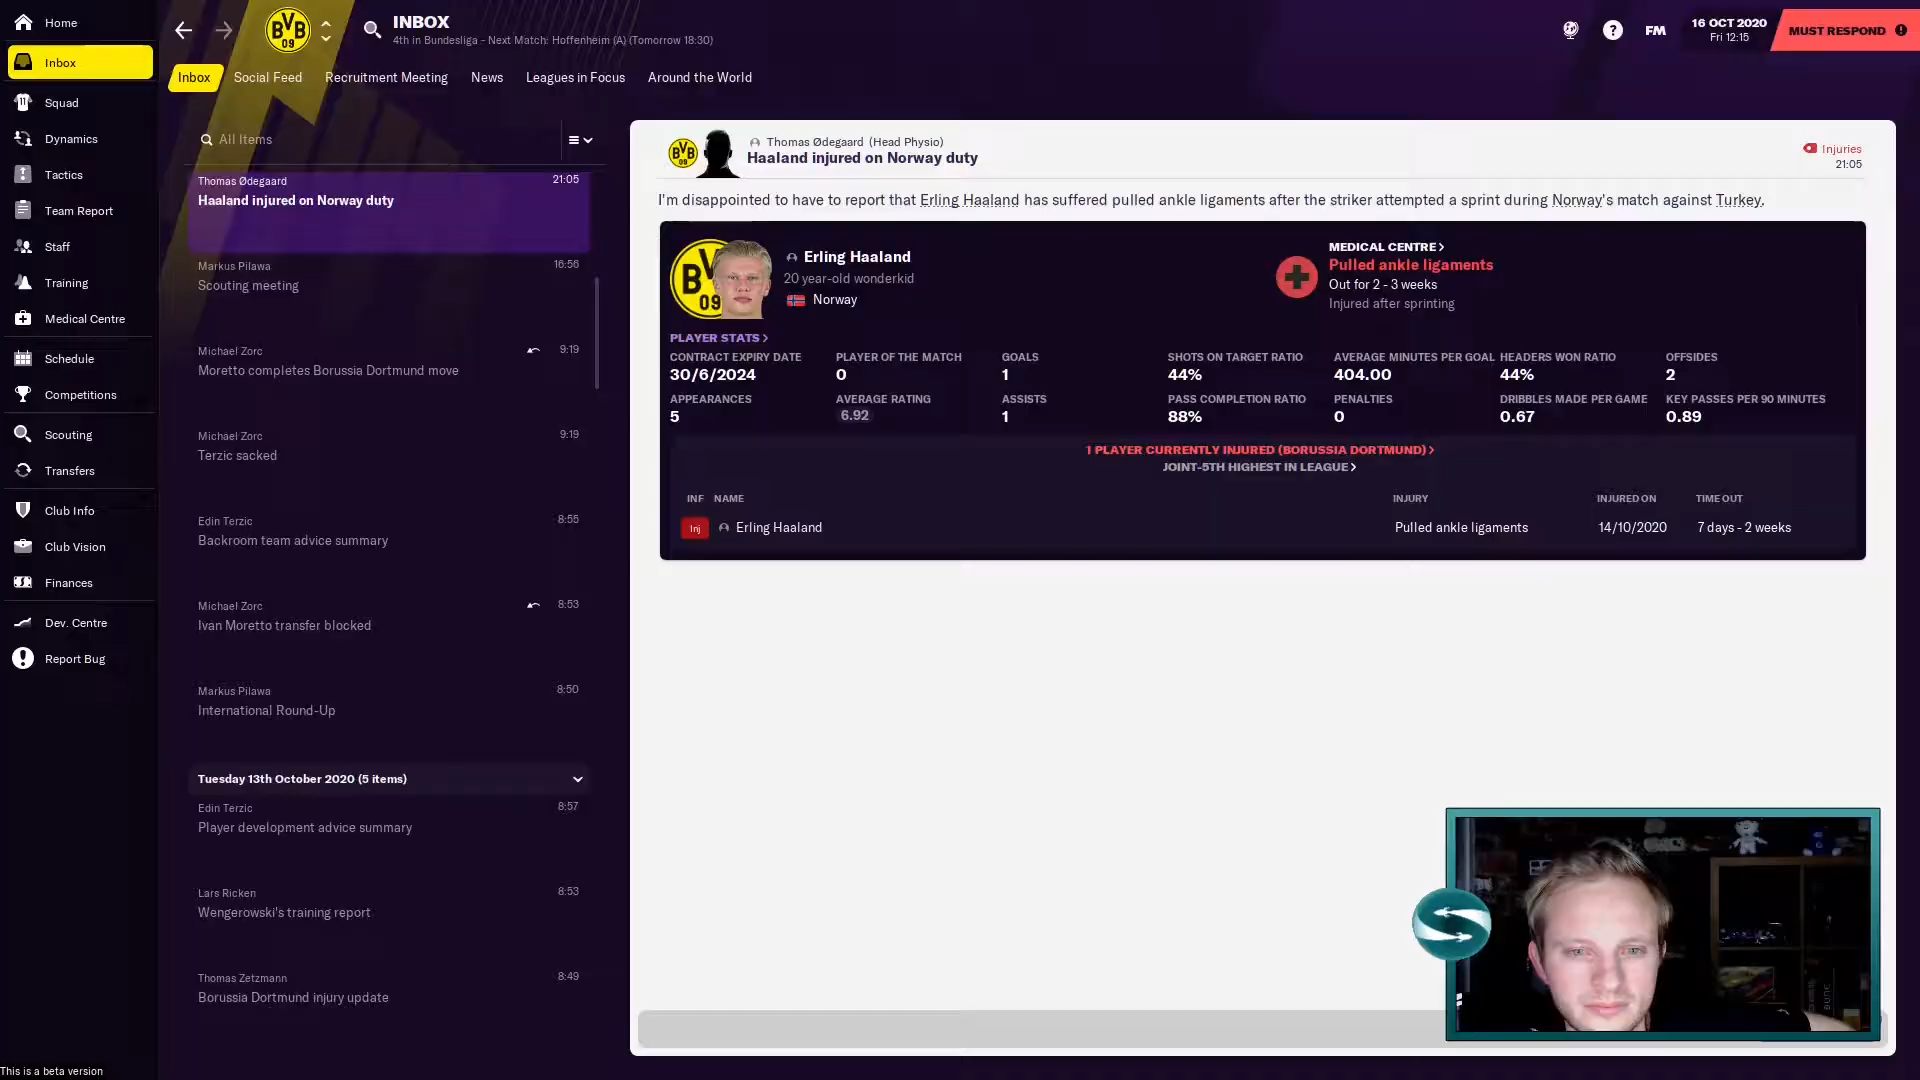 Home
Inbox
Squad
Dynamics
Tactics
Team Report
Staff
Training
Medical Centre
Schedule
Competitions
Scouting
Transfers
Club Info
Club Vision
Finances
Dev. Centre
Report Bug
This is a beta version
BVB
09
INBOX
4th in Bundesliga - Next Match: Hoffenheim (A) (Tomorrow 18:30)
FM
16 OCT 2020
Fri 12:15
MUST RESPOND
Inbox Social Feed Recruitment Meeting News Leagues in Focus Around the World
All Items
Thomas Ødegaard 21:05
Haaland injured on Norway duty
Markus Pilawa 16:56
Scouting meeting
Michael Zorc 9:19
Moretto completes Borussia Dortmund move
Michael Zorc 9:19
Terzic sacked
Edin Terzic 8:55
Backroom team advice summary
Michael Zorc 8:53
Ivan Moretto transfer blocked
Markus Pilawa 8:50
International Round-Up
Tuesday 13th October 2020 (5 items)
Edin Terzic 8:57
Player development advice summary
Lars Ricken 8:53
Wengerowski's training report
Thomas Zetzmann 8:49
Borussia Dortmund injury update
BVB
09
Thomas Ødegaard (Head Physio)
Haaland injured on Norway duty
Injuries
21:05
I'm disappointed to have to report that Erling Haaland has suffered pulled ankle ligaments after the striker attempted a sprint during Norway's match against Turkey.
Erling Haaland
20 year-old wonderkid
Norway
MEDICAL CENTRE >
Pulled ankle ligaments
Out for 2 - 3 weeks
Injured after sprinting
PLAYER STATS >
CONTRACT EXPIRY DATE PLAYER OF THE MATCH GOALS SHOTS ON TARGET RATIO AVERAGE MINUTES PER GOAL HEADERS WON RATIO OFFSIDES
30/6/2024 0 1 44% 404.00 44% 2
APPEARANCES AVERAGE RATING ASSISTS PASS COMPLETION RATIO PENALTIES DRIBBLES MADE PER GAME KEY PASSES PER 90 MINUTES
5 6.92 1 88% 0 0.67 0.89
1 PLAYER CURRENTLY INJURED (BORUSSIA DORTMUND) >
JOINT-5TH HIGHEST IN LEAGUE >
INF NAME INJURY INJURED ON TIME OUT
Inj Erling Haaland Pulled ankle ligaments 14/10/2020 7 days - 2 weeks